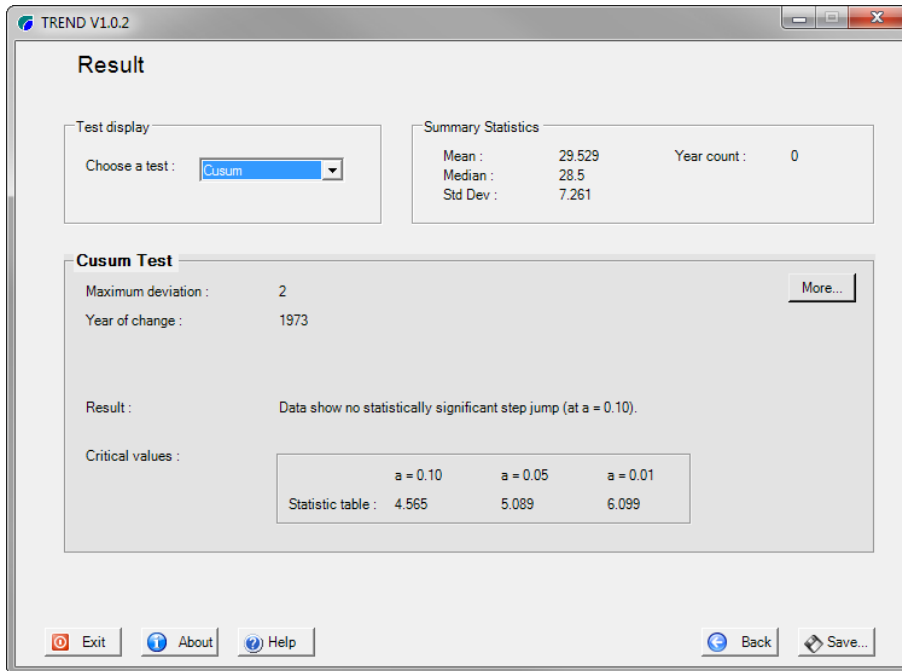 TREND V1.0.2
Result
Test display
Choose a test : Cusum
Summary Statistics
Mean : 29.529 Year count : 0
Median : 28.5
Std Dev : 7.261
Cusum Test
Maximum deviation : 2 More...
Year of change : 1973
Result : Data show no statistically significant step jump (at a = 0.10).
Critical values :
a = 0.10 a = 0.05 a = 0.01
Statistic table : 4.565 5.089 6.099
Exit About Help Back Save...